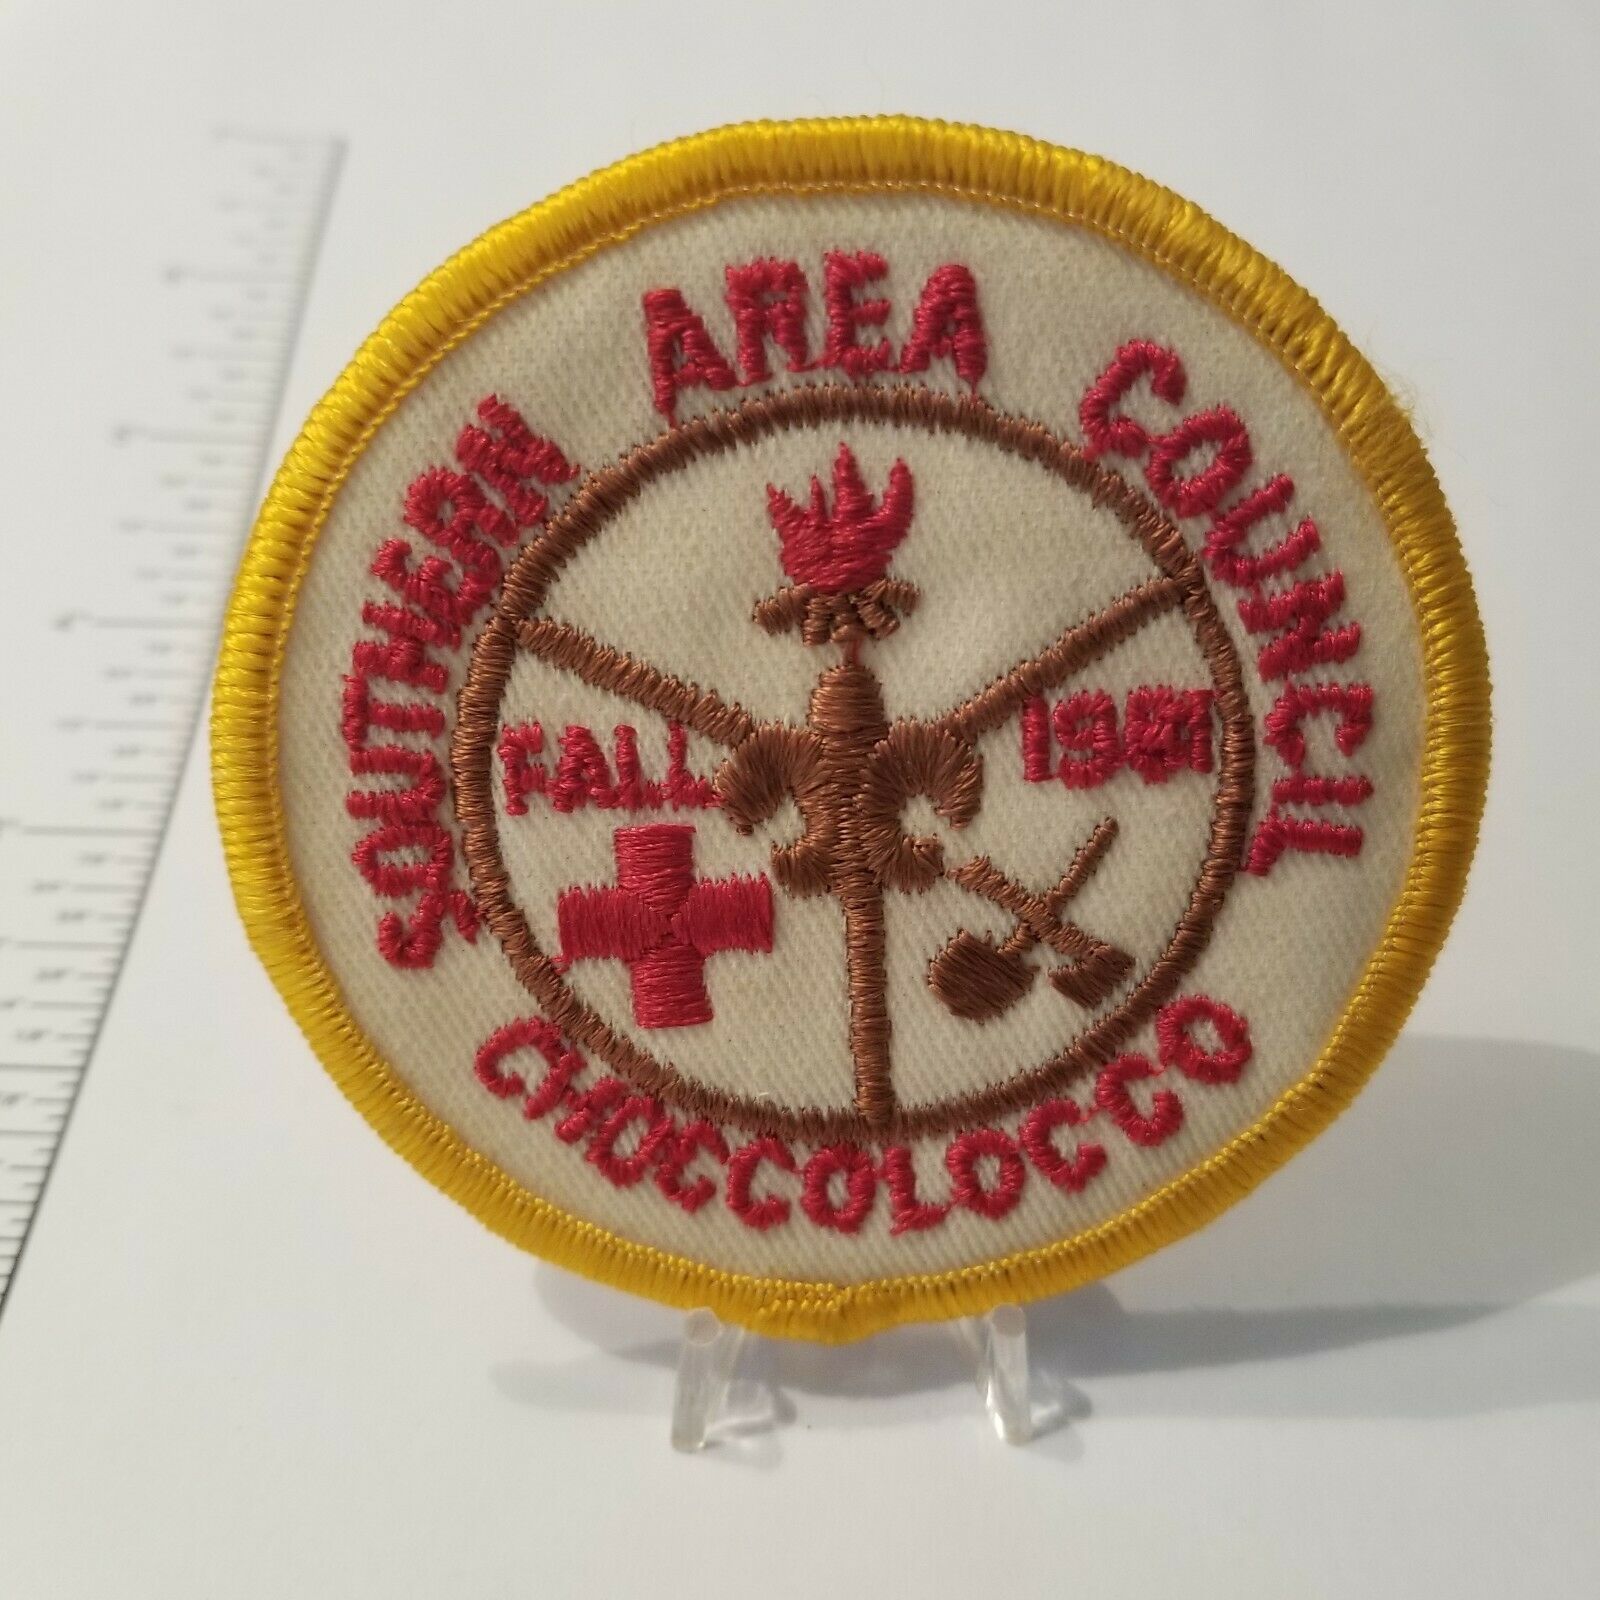 SOUTHERN AREA COUNCIL
FALL 1981
CHOCCOLOCCO